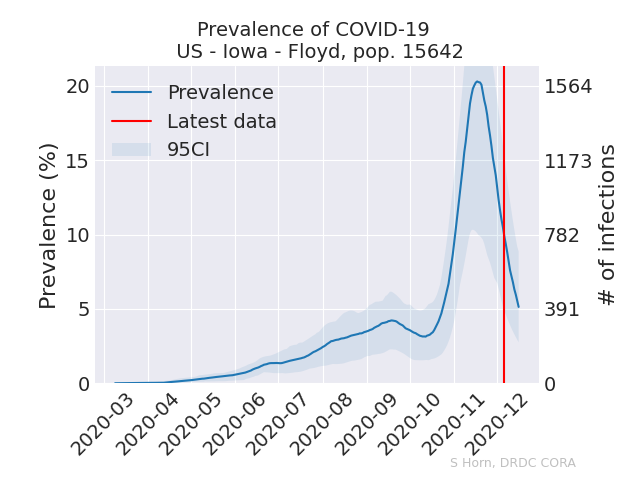 Prevalence of COVID-19
US - Iowa - Floyd, pop. 15642
Prevalence (%)
20
15
10
5
0
Prevalence
Latest data
95CI
1564
1173
782
391
0
# of infections
2020-03
2020-04
2020-05
2020-06
2020-07
2020-08
2020-09
2020-10
2020-11
2020-12
S Horn, DRDC CORA